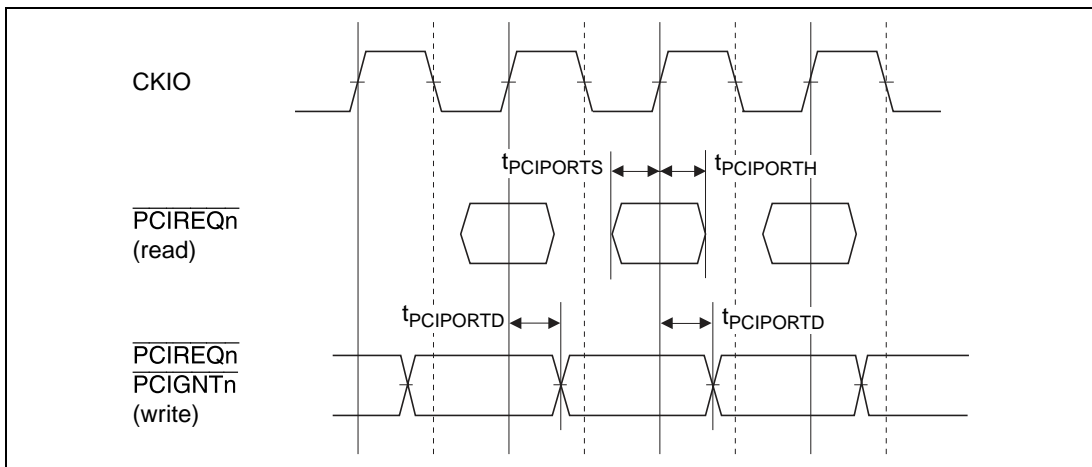 CKIO
tPCIPORTS
tPCIPORTH
PCIREQn
(read)
tPCIPORTD
tPCIPORTD
PCIREQn
PCIGNTn
(write)